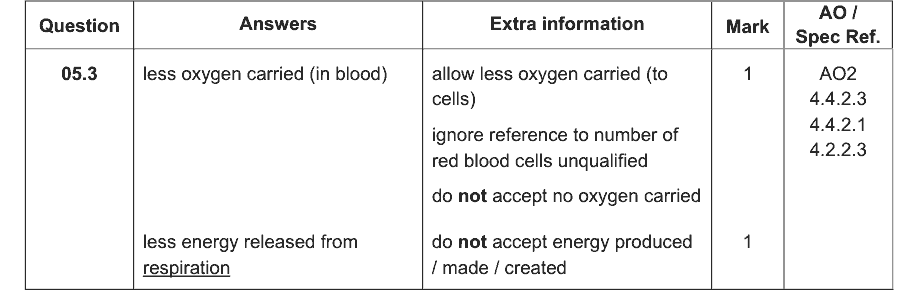 Question Answers Extra information Mark AO /
Spec Ref.
05.3 less oxygen carried (in blood) allow less oxygen carried (to 1 AO2
cells) 4.4.2.3
4.4.2.1
ignore reference to number of
red blood cells unqualified 4.2.2.3
do not accept no oxygen carried
less energy released from do not accept energy produced 1
respiration / made / created